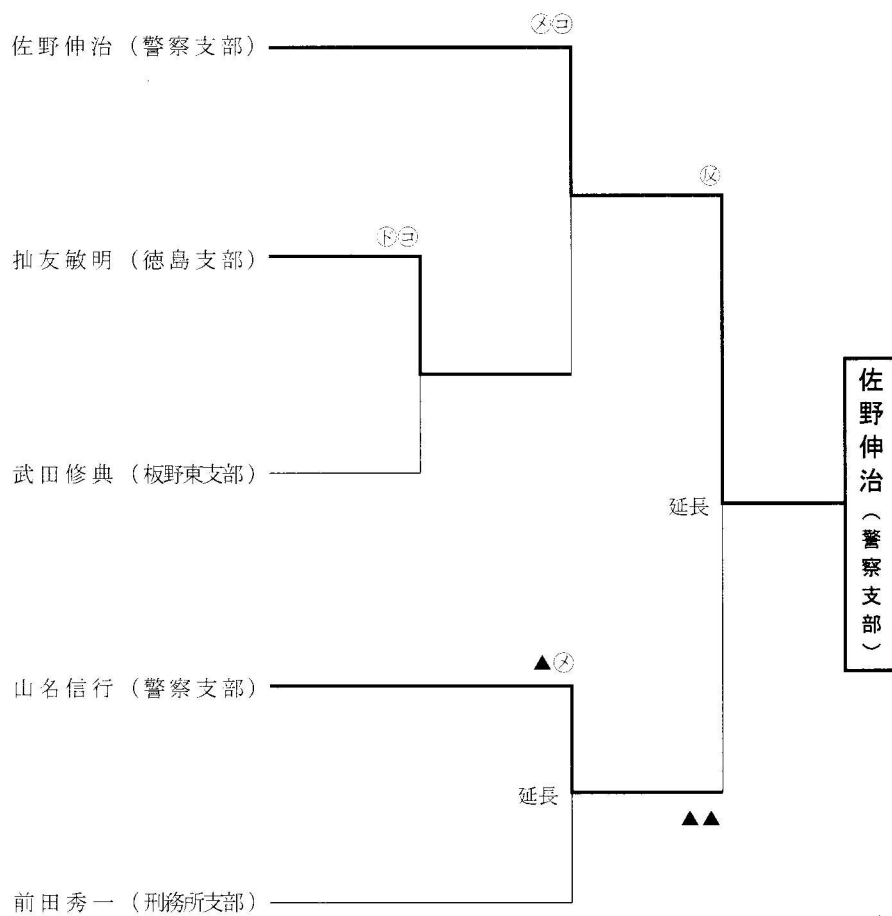 ㋱㋙
佐野伸治（警察支部）
㋫
㋣㋙
抽友敏明（徳島支部）
武田修典（板野東支部）
延長
佐野伸治（警察支部）
▲㋱
山名信行（警察支部）
延長
▲▲
前田秀一（刑務所支部）